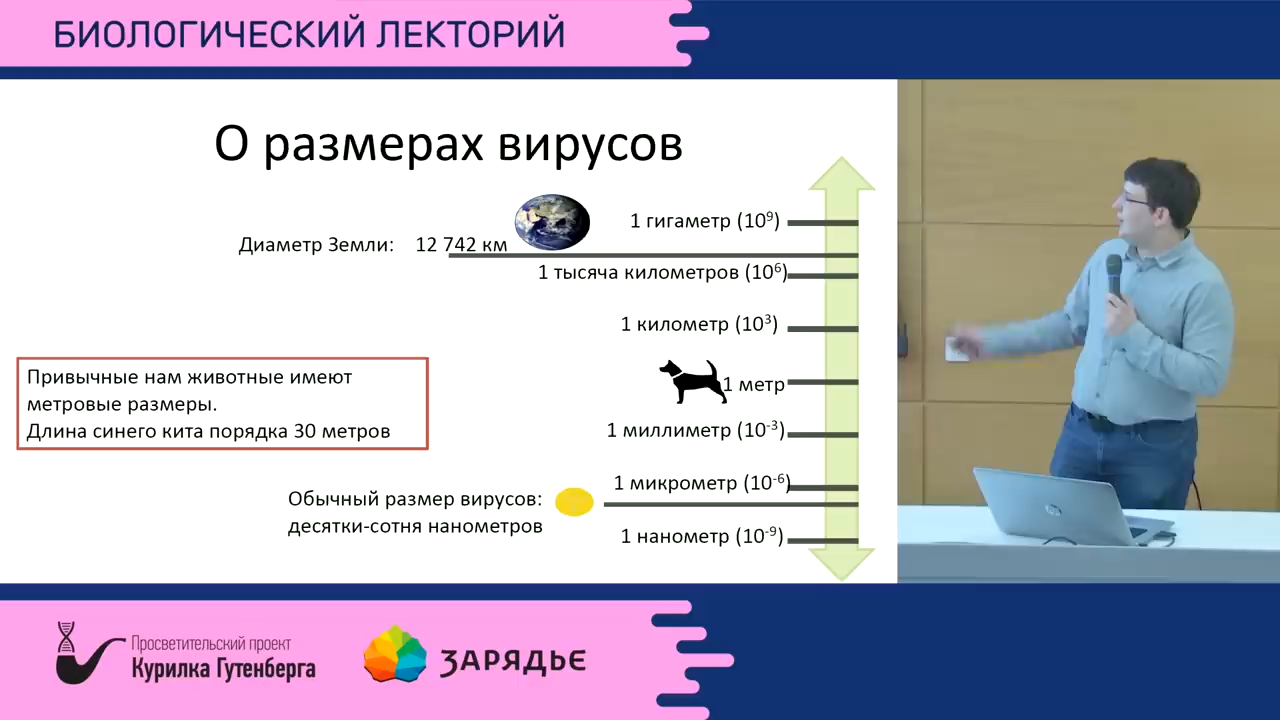 БИОЛОГИЧЕСКИЙ ЛЕКТОРИЙ
О размерах вирусов
1 гигаметр (10⁹)
Диаметр Земли: 12 742 км
1 тысяча километров (10⁶)
1 километр (10³)
Привычные нам животные имеют
метровые размеры.
Длина синего кита порядка 30 метров
1 метр
1 миллиметр (10⁻³)
1 микрометр (10⁻⁶)
Обычный размер вирусов:
десятки-сотня нанометров
1 нанометр (10⁻⁹)
hp
Просветительский проект
Курилка Гутенберга
ЗАРЯДЬЕ